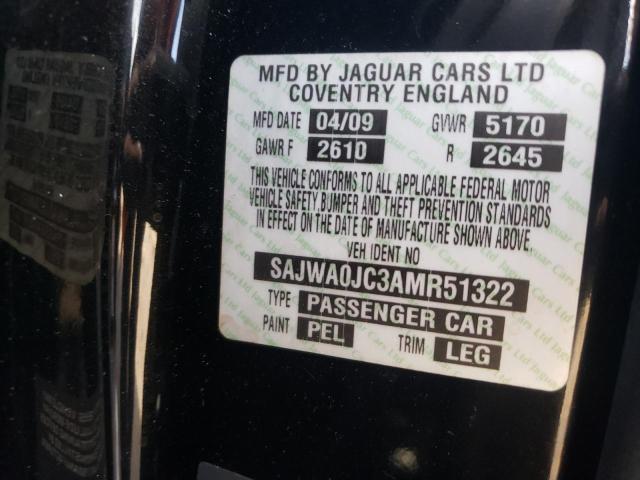 MFD BY JAGUAR CARS LTD
COVENTRY ENGLAND
MFD DATE 04/09 GVWR 5170
GAWR F 2610 R 2645
THIS VEHICLE CONFORMS TO ALL APPLICABLE FEDERAL MOTOR
VEHICLE SAFETY,BUMPER AND THEFT PREVENTION STANDARDS
IN EFFECT ON THE DATE OF MANUFACTURE SHOWN ABOVE.
VEH IDENT NO
SAJWA0JC3AMR51322
TYPE PASSENGER CAR
PAINT PEL TRIM LEG